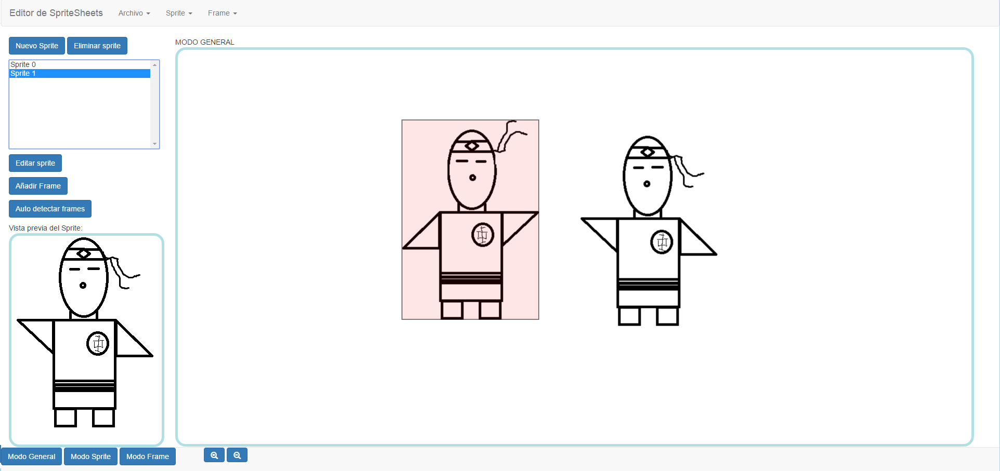 Editor de SpriteSheets Archivo Sprite Frame
Nuevo Sprite Eliminar sprite
MODO GENERAL
Sprite 0
Sprite 1
Editar sprite
Añadir Frame
Auto detectar frames
Vista previa del Sprite:
Modo General Modo Sprite Modo Frame